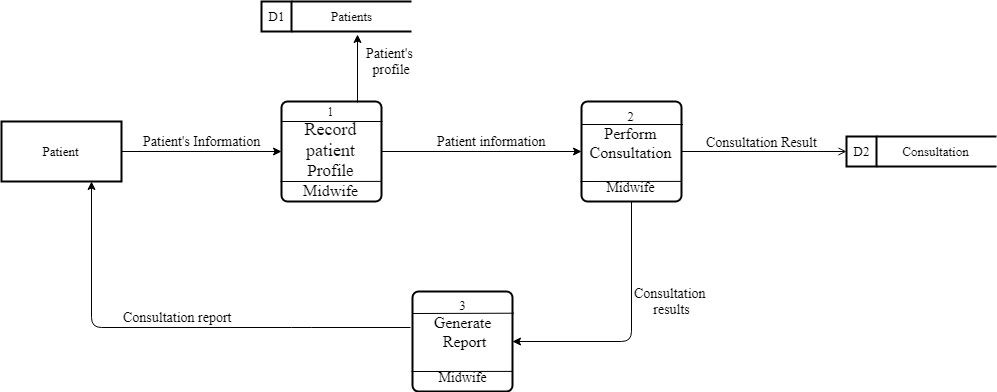 D1 Patients
Patient's
profile
1
Record
patient
Profile
Midwife
Patient
Patient's Information
Patient information
2
Perform
Consultation
Midwife
Consultation Result
D2 Consultation
Consultation
results
3
Generate
Report
Midwife
Consultation report